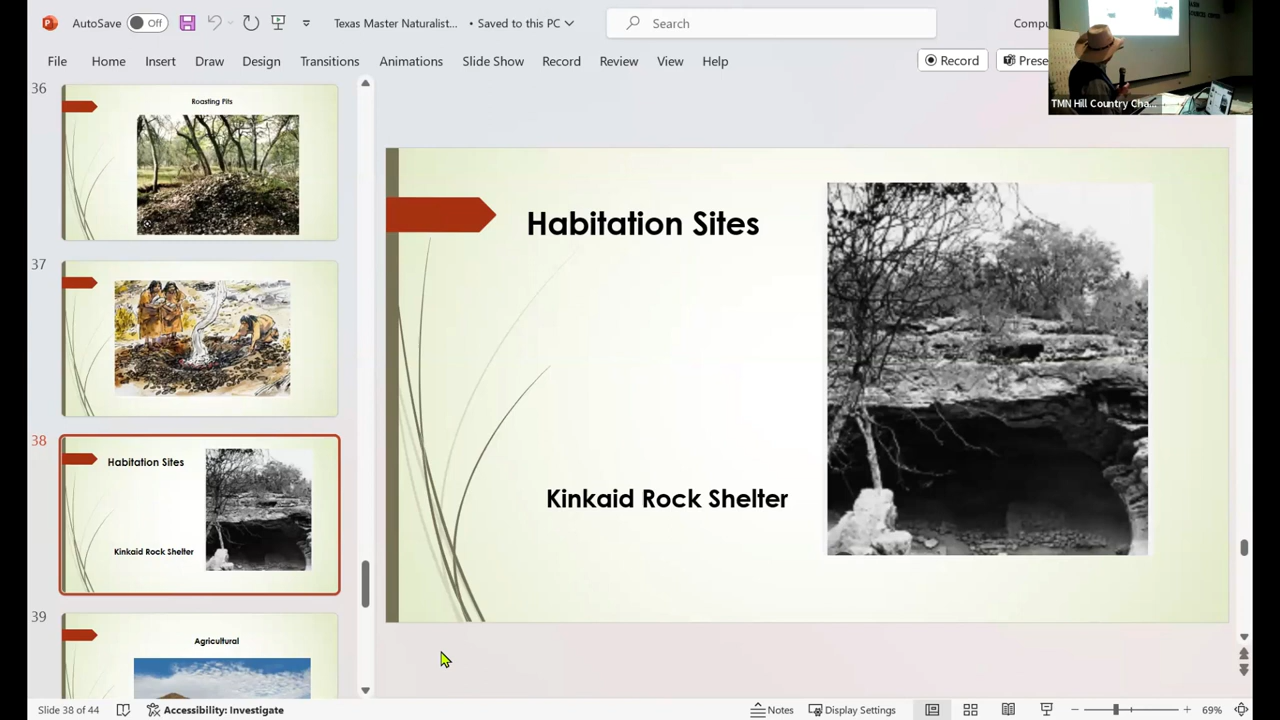 AutoSave
Off
Texas Master Naturalist...
• Saved to this PC
Search
File
Home
Insert
Draw
Design
Transitions
Animations
Slide Show
Record
Review
View
Help
Record
TMN Hill Country Cha...
36
Roasting Pits
37
38
Habitation Sites
Kinkaid Rock Shelter
39
Agricultural
Habitation Sites
Kinkaid Rock Shelter
Slide 38 of 44
Accessibility: Investigate
Notes
Display Settings
69%